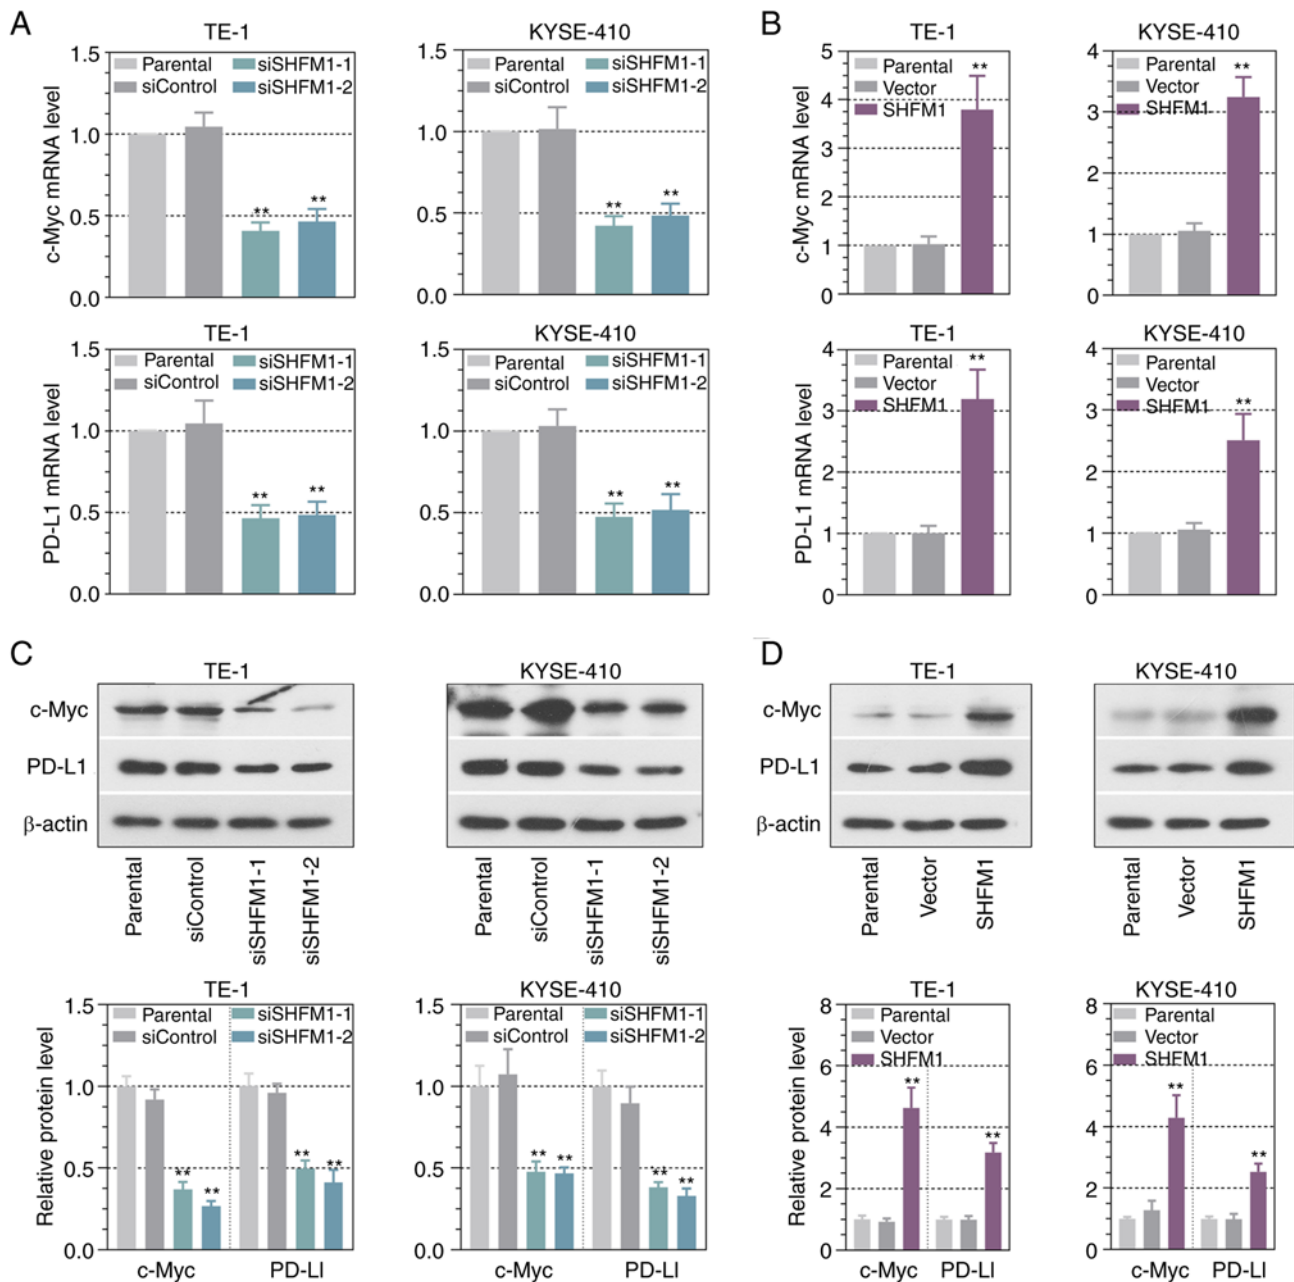 A
TE-1
c-Myc mRNA level
1.5
1.0
0.5
0.0
Parental
siControl
siSHFM1-1
siSHFM1-2
**
**
KYSE-410
1.5
1.0
0.5
0.0
Parental
siControl
siSHFM1-1
siSHFM1-2
**
**
TE-1
PD-L1 mRNA level
1.5
1.0
0.5
0.0
Parental
siControl
siSHFM1-1
siSHFM1-2
**
**
KYSE-410
1.5
1.0
0.5
0.0
Parental
siControl
siSHFM1-1
siSHFM1-2
**
**
B
TE-1
c-Myc mRNA level
5
4
3
2
1
0
Parental
Vector
SHFM1
**
KYSE-410
4
3
2
1
0
Parental
Vector
SHFM1
**
TE-1
PD-L1 mRNA level
4
3
2
1
0
Parental
Vector
SHFM1
**
KYSE-410
4
3
2
1
0
Parental
Vector
SHFM1
**
C
TE-1
KYSE-410
c-Myc
PD-L1
β-actin
Parental
siControl
siSHFM1-1
siSHFM1-2
Parental
siControl
siSHFM1-1
siSHFM1-2
TE-1
Relative protein level
1.5
1.0
0.5
0.0
Parental
siControl
siSHFM1-1
siSHFM1-2
**
**
**
**
c-Myc
PD-LI
KYSE-410
1.5
1.0
0.5
0.0
Parental
siControl
siSHFM1-1
siSHFM1-2
**
**
**
**
c-Myc
PD-LI
D
TE-1
KYSE-410
c-Myc
PD-L1
β-actin
Parental
Vector
SHFM1
Parental
Vector
SHFM1
TE-1
Relative protein level
8
6
4
2
0
Parental
Vector
SHFM1
**
**
c-Myc
PD-LI
KYSE-410
8
6
4
2
0
Parental
Vector
SHFM1
**
**
c-Myc
PD-LI